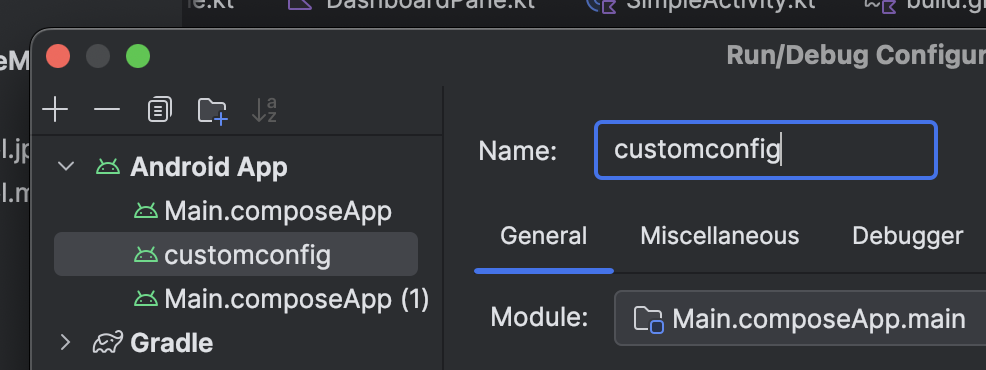 DashboardPane.kt
SimpleActivity.kt
Run/Debug Configur
Name:
customconfig
Android App
Main.composeApp
customconfig
Main.composeApp (1)
Gradle
General
Miscellaneous
Debugger
Module:
Main.composeApp.main